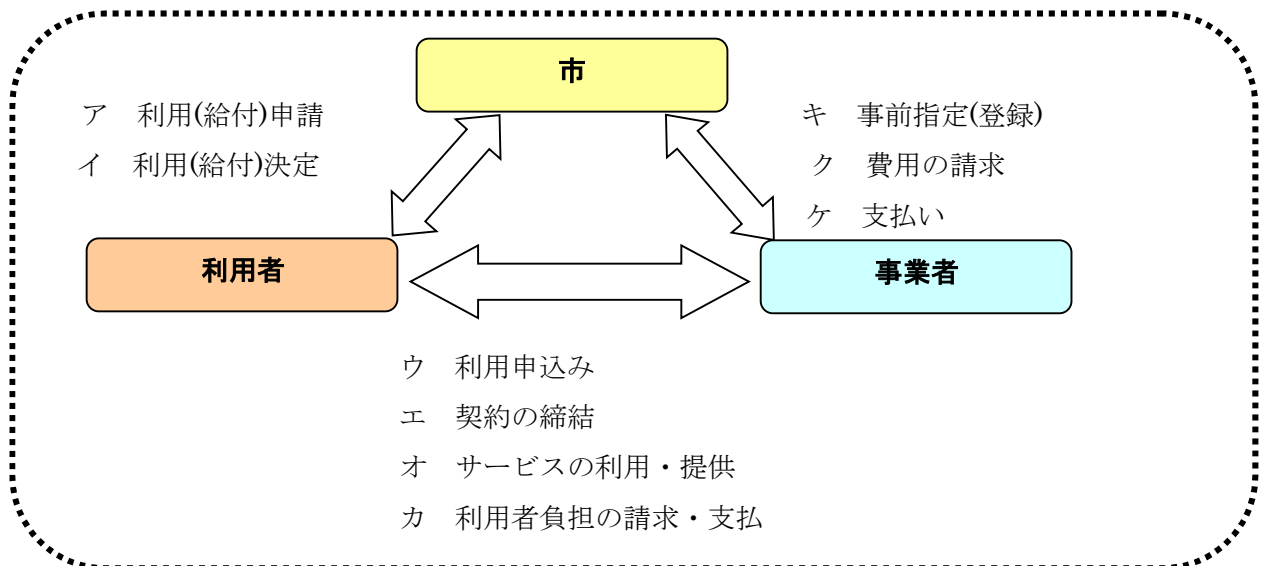 市
ア 利用(給付)申請
イ 利用(給付)決定
キ 事前指定(登録)
ク 費用の請求
ケ 支払い
利用者
事業者
ウ 利用申込み
エ 契約の締結
オ サービスの利用・提供
カ 利用者負担の請求・支払